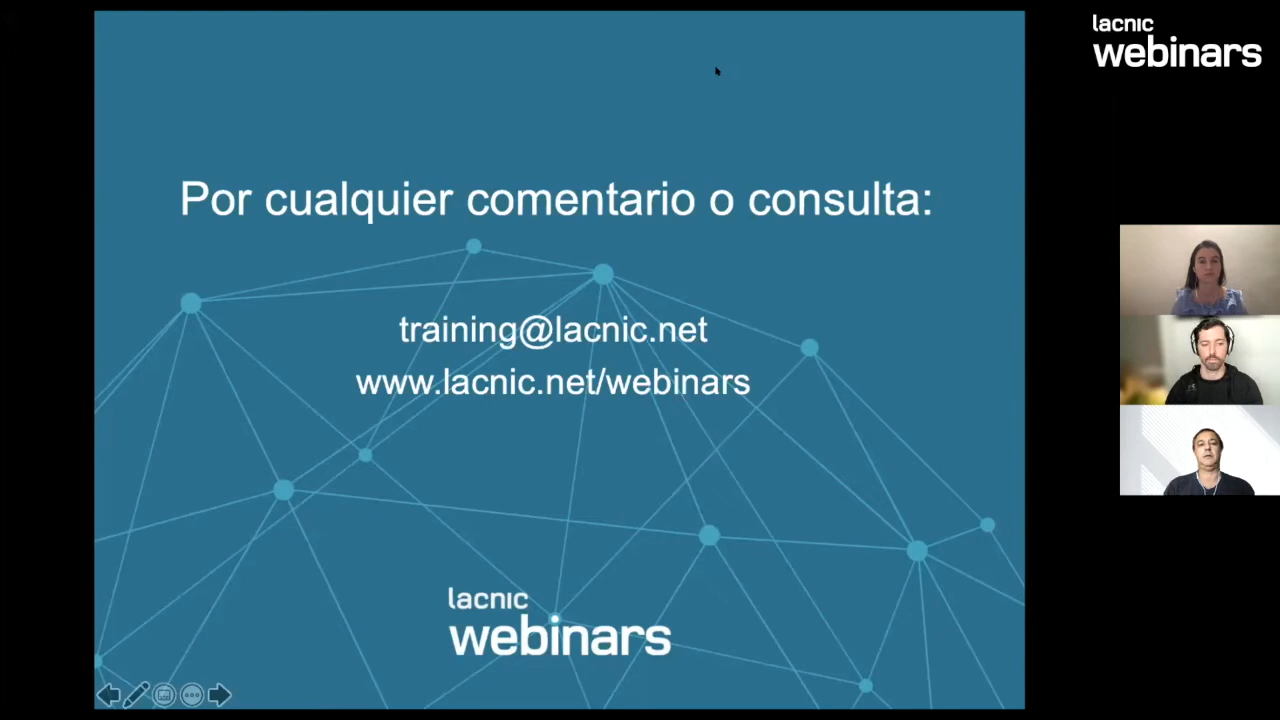 lacnic
webinars
Por cualquier comentario o consulta:
training@lacnic.net
www.lacnic.net/webinars
lacnic
webinars